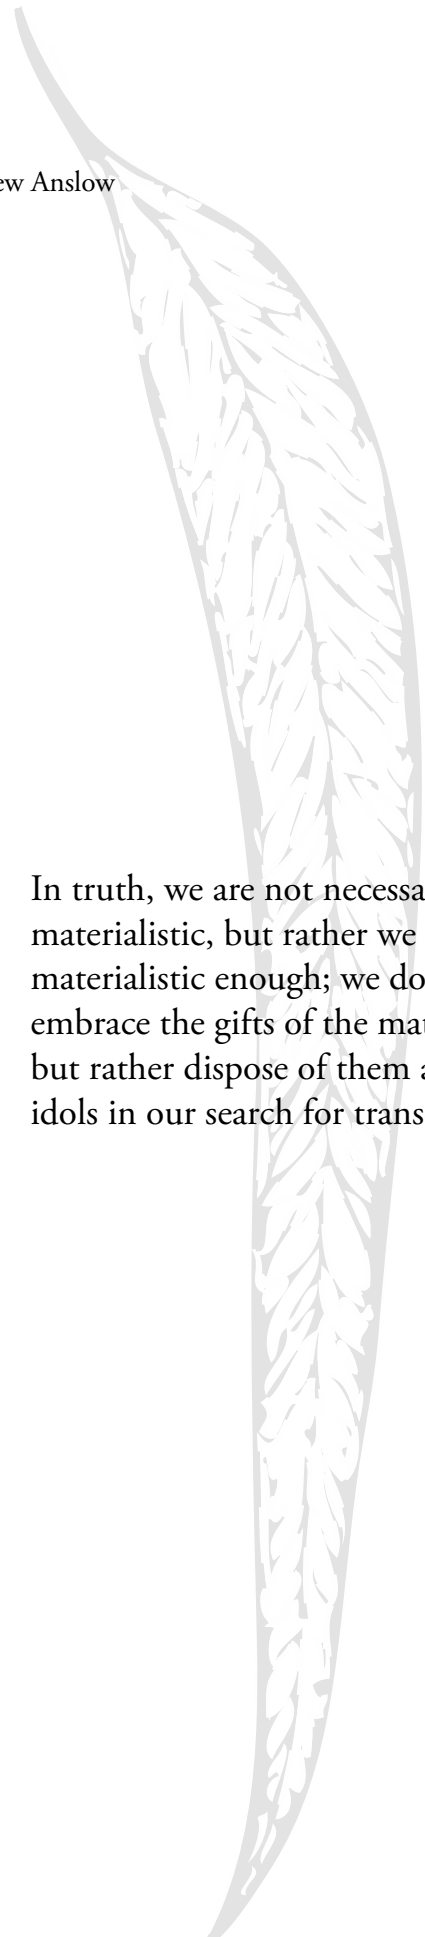 ew Anslow
In truth, we are not necessa
materialistic, but rather we
materialistic enough; we do
embrace the gifts of the mat
but rather dispose of them a
idols in our search for trans